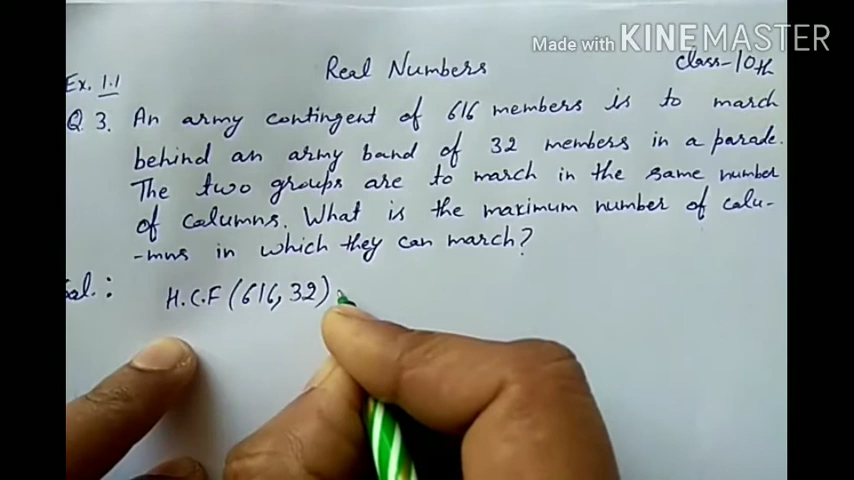 Made with KINEMASTER
Real Numbers
class-10th
Ex. 1.1
Q 3. An army contingent of 616 members is to march
behind an army band of 32 members in a parade.
The two groups are to march in the same number
of columns. What is the maximum number of colu-
-mns in which they can march?
Sol.: H.C.F (616, 32)